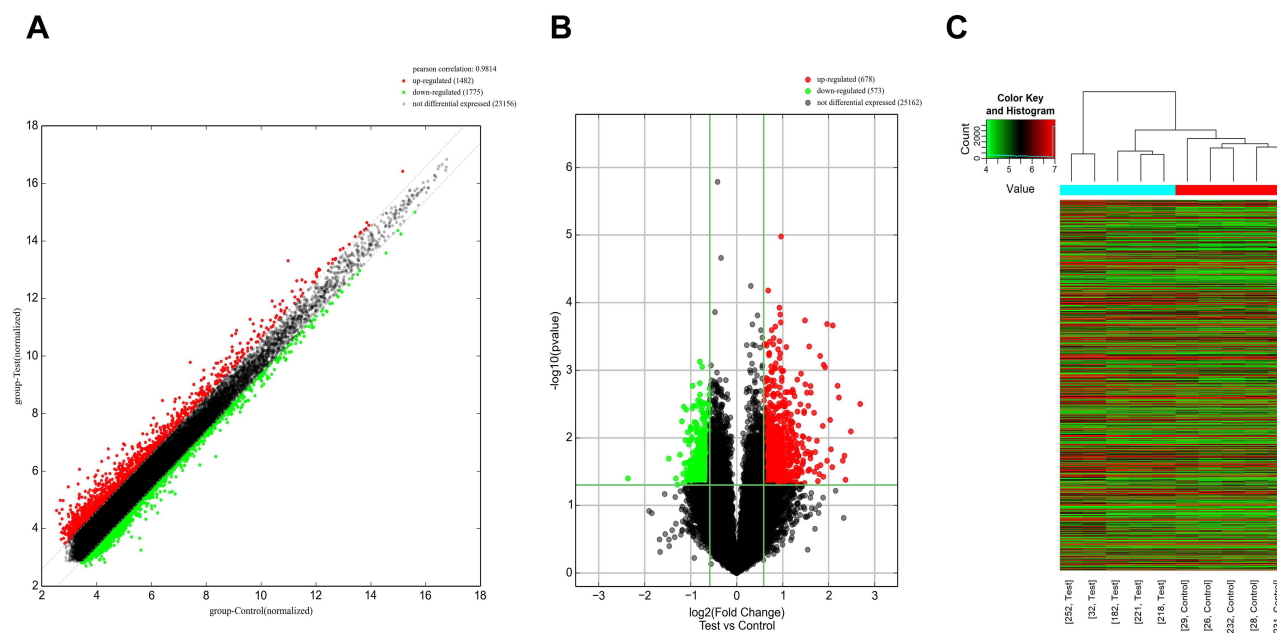 A
pearson correlation: 0.9814
up-regulated (1482)
down-regulated (1775)
not differential expressed (23156)
18
16
14
12
10
8
6
4
2
2 4 6 8 10 12 14 16 18
group-Test(normalized)
group-Control(normalized)
B
up-regulated (678)
down-regulated (573)
not differential expressed (25162)
6
5
4
3
2
1
0
−3 −2 −1 0 1 2 3
-log10(pvalue)
log2(Fold Change)
Test vs Control
C
Color Key
and Histogram
Count
0 2000
4 5 6 7
Value
[252, Test]
[32, Test]
[182, Test]
[221, Test]
[218, Test]
[29, Control]
[26, Control]
232, Control]
[28, Control]